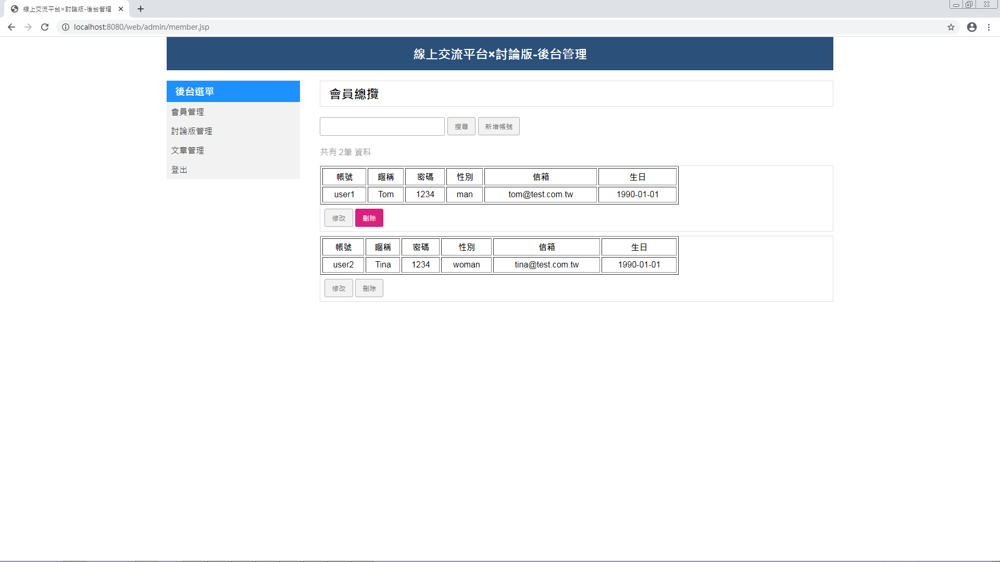 線上交流平台×討論版-後台管理
localhost:8080/web/admin/member.jsp
線上交流平台×討論版-後台管理
後台選單
會員管理
討論版管理
文章管理
登出
會員總攬
搜尋 新增帳號
共有 2筆 資料
帳號 暱稱 密碼 性別 信箱 生日
user1 Tom 1234 man tom@test.com.tw 1990-01-01
修改 刪除
帳號 暱稱 密碼 性別 信箱 生日
user2 Tina 1234 woman tina@test.com.tw 1990-01-01
修改 刪除